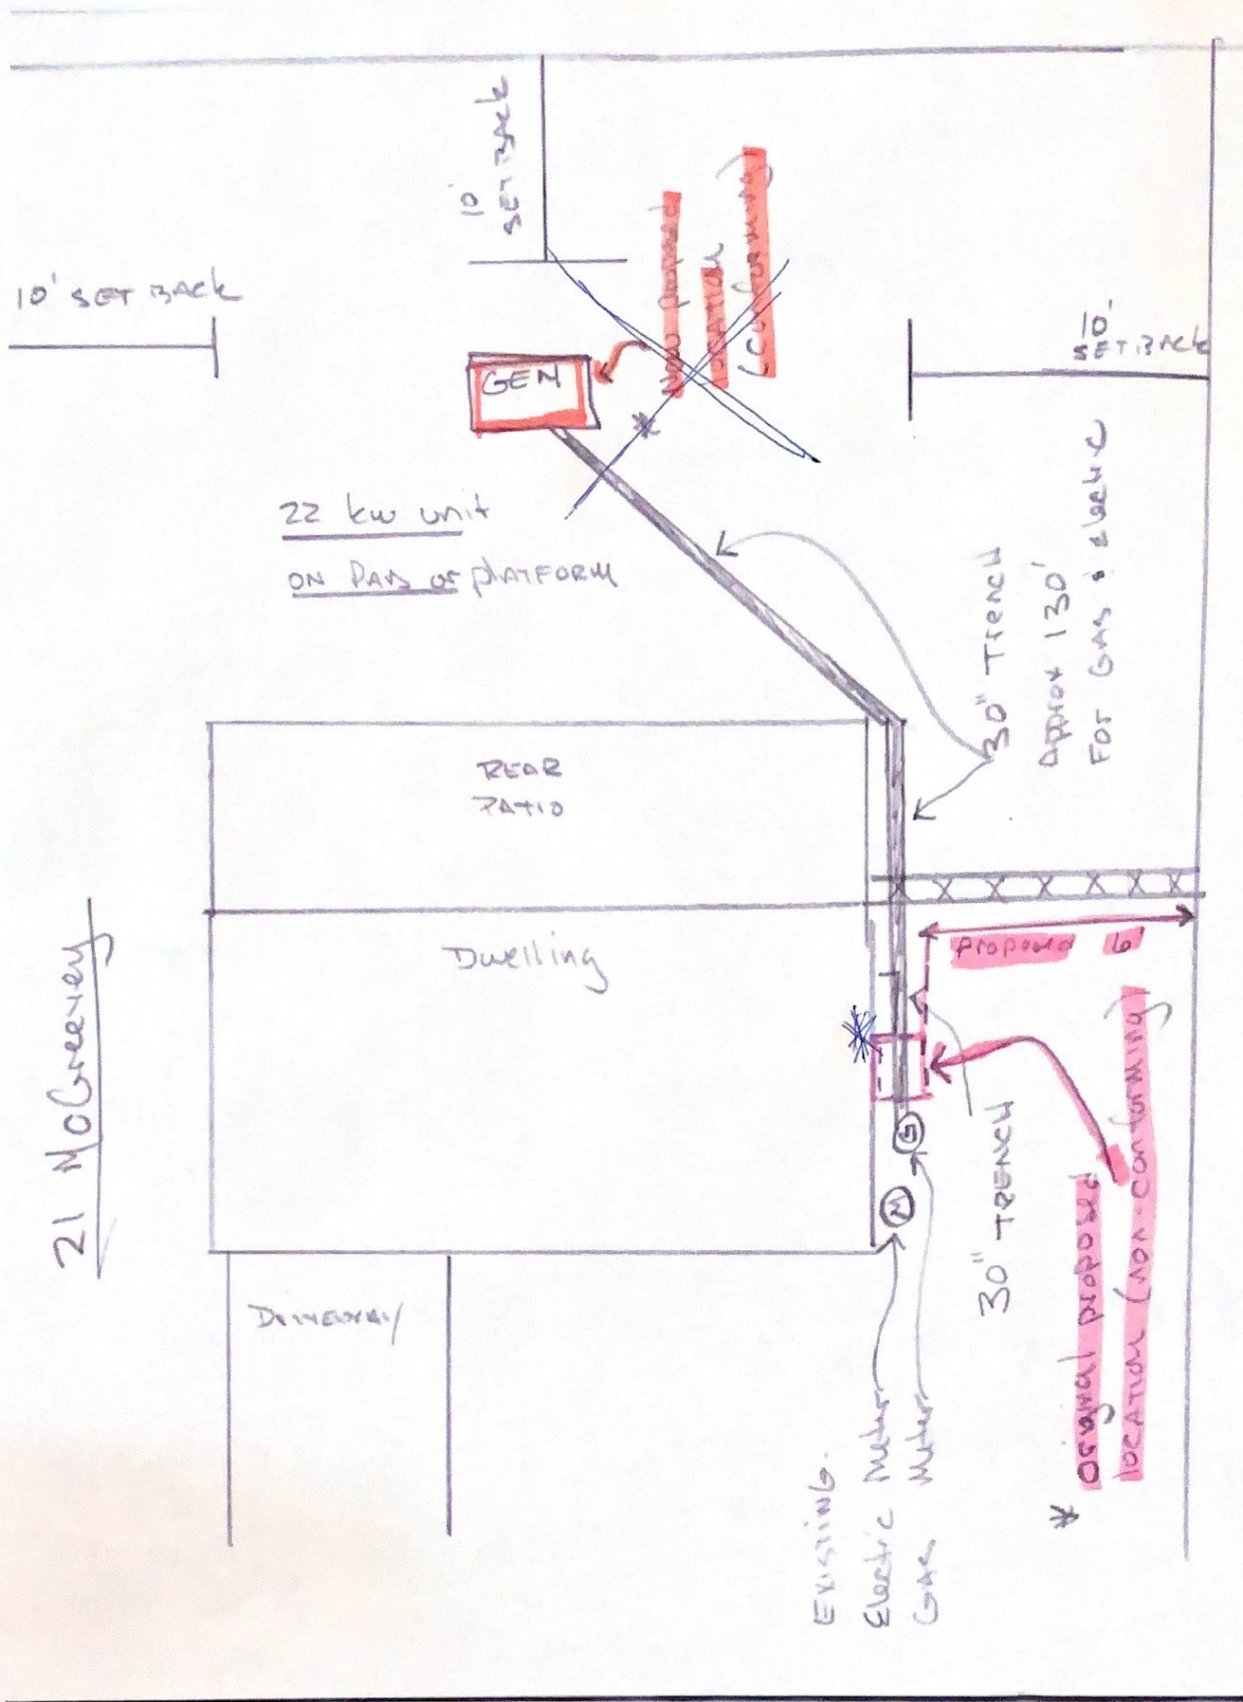 10' SET BACK
10'
SET BACK
New proposed
location
(conforming)
*
GEN
10'
SET BACK
22 kw unit
ON PAD or PLATFORM
30" Trench
Approx 130'
For GAS & electric
REAR
PATIO
Dwelling
21 McGreevey
X X X X X X X
proposed 6'
G
M
30" TRENCH
* original proposed
location (non-conforming)
DRIVEWAY
EXISTING.
Electric Meter
GAS Meter